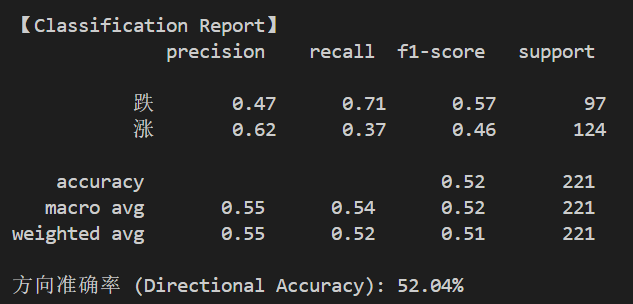 【Classification Report】
precision recall f1-score support
跌 0.47 0.71 0.57 97
涨 0.62 0.37 0.46 124
accuracy 0.52 221
macro avg 0.55 0.54 0.52 221
weighted avg 0.55 0.52 0.51 221
方向准确率 (Directional Accuracy): 52.04%